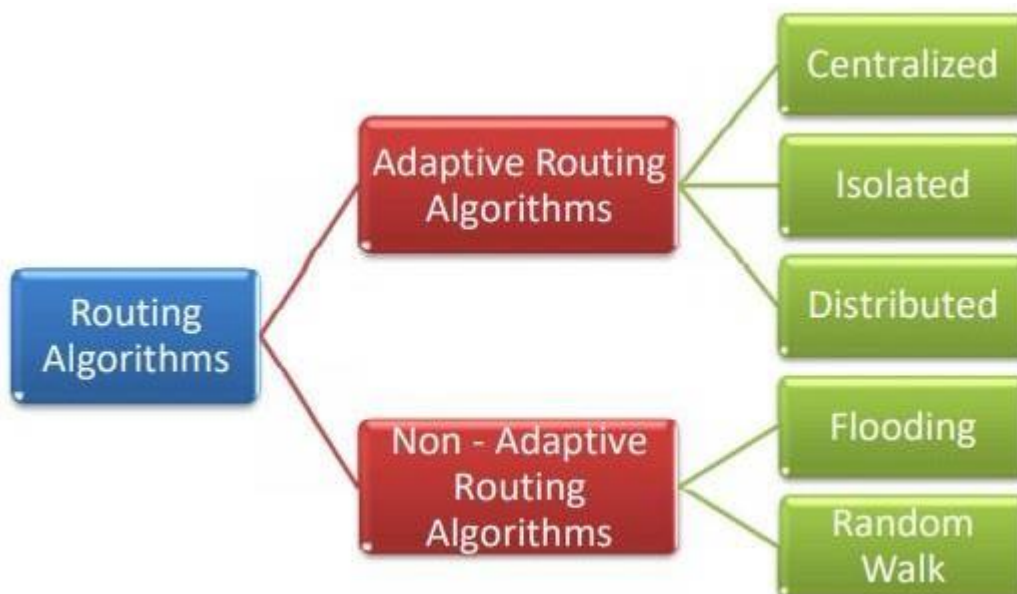 Routing
Algorithms
Adaptive Routing
Algorithms
Non - Adaptive
Routing
Algorithms
Centralized
Isolated
Distributed
Flooding
Random
Walk